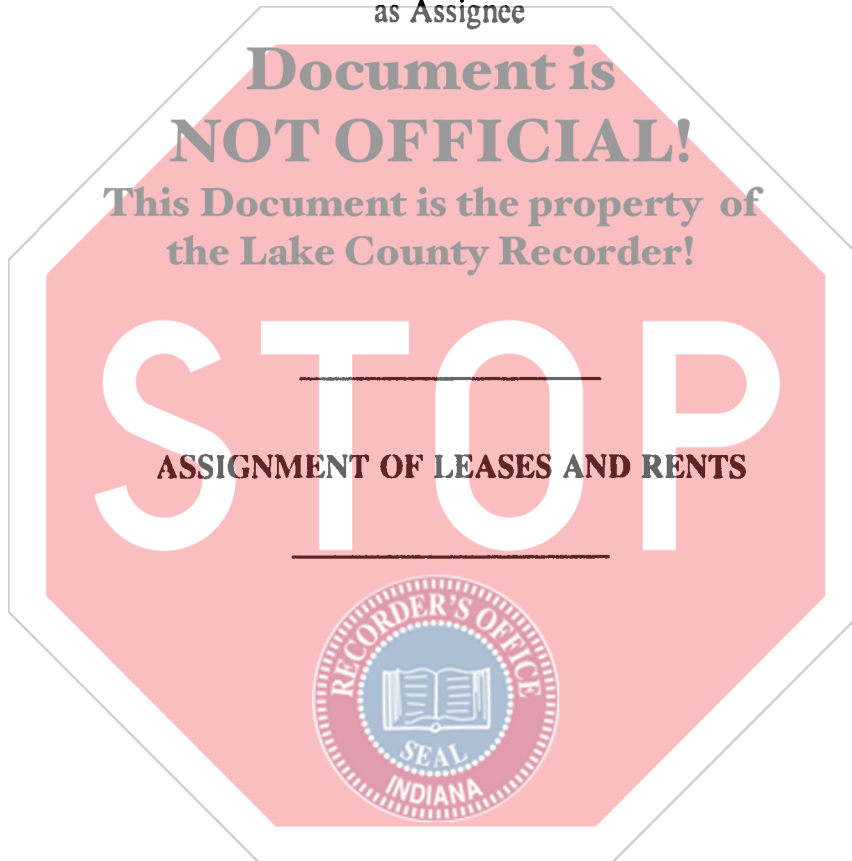 as Assignee
Document is
NOT OFFICIAL!
This Document is the property of
the Lake County Recorder!
STOP
ASSIGNMENT OF LEASES AND RENTS
RECORDER'S OFFICE
SEAL
INDIANA